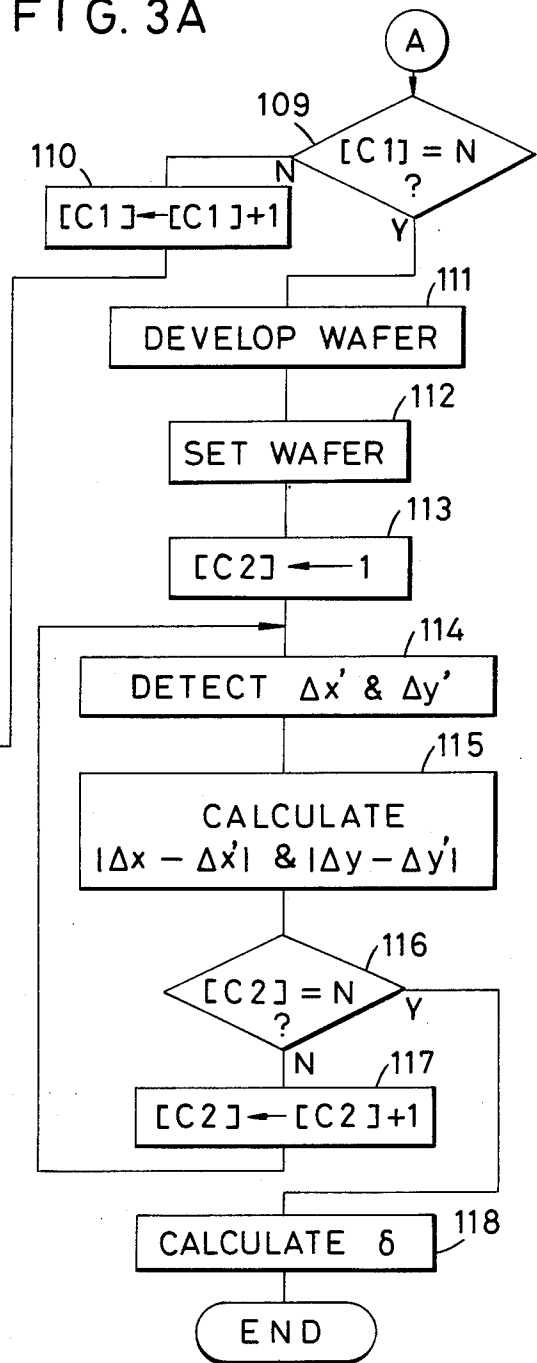 FIG. 3A
A
109
[C1] = N
?
N
Y
110
[C1]←[C1]+1
111
DEVELOP WAFER
112
SET WAFER
113
[C2] ← 1
114
DETECT Δx' & Δy'
115
CALCULATE
|Δx − Δx'| & |Δy − Δy'|
116
[C2] = N
?
Y
N
117
[C2]←[C2]+1
CALCULATE δ
118
END